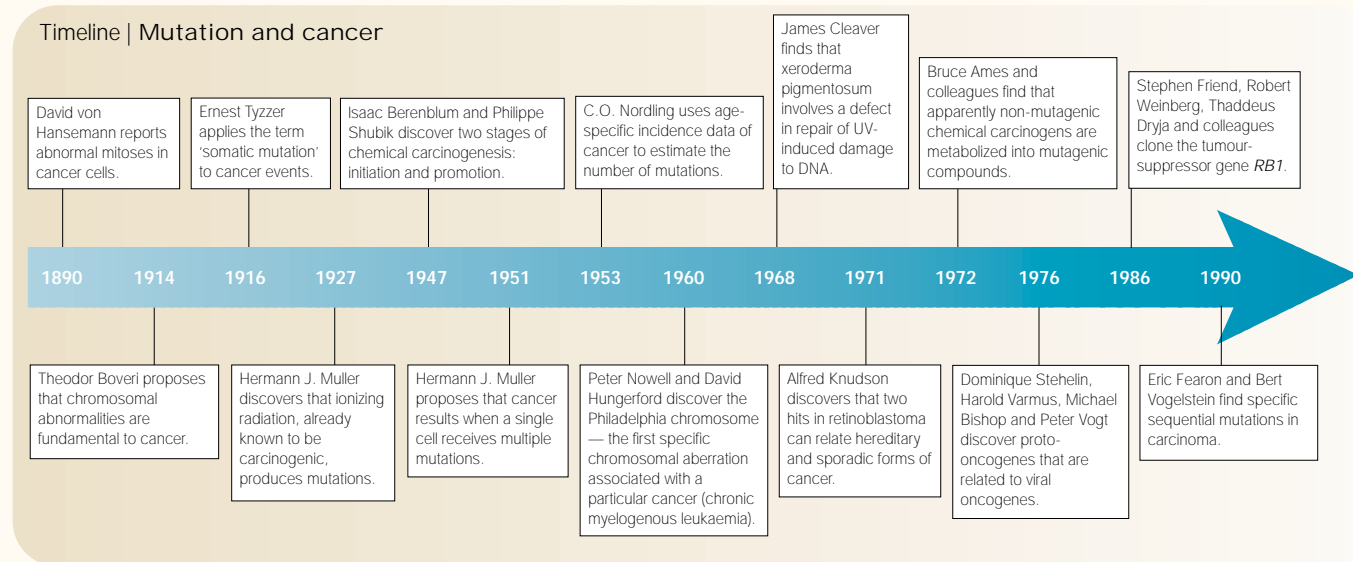 Timeline | Mutation and cancer
David von
Hansemann reports
abnormal mitoses in
cancer cells.
Ernest Tyzzer
applies the term
'somatic mutation'
to cancer events.
Isaac Berenblum and Philippe
Shubik discover two stages of
chemical carcinogenesis:
initiation and promotion.
C.O. Nordling uses age-
specific incidence data of
cancer to estimate the
number of mutations.
James Cleaver
finds that
xeroderma
pigmentosum
involves a defect
in repair of UV-
induced damage
to DNA.
Bruce Ames and
colleagues find that
apparently non-mutagenic
chemical carcinogens are
metabolized into mutagenic
compounds.
Stephen Friend, Robert
Weinberg, Thaddeus
Dryja and colleagues
clone the tumour-
suppressor gene RB1.
1890 1914 1916 1927 1947 1951 1953 1960 1968 1971 1972 1976 1986 1990
Theodor Boveri proposes
that chromosomal
abnormalities are
fundamental to cancer.
Hermann J. Muller
discovers that ionizing
radiation, already
known to be
carcinogenic,
produces mutations.
Hermann J. Muller
proposes that cancer
results when a single
cell receives multiple
mutations.
Peter Nowell and David
Hungerford discover the
Philadelphia chromosome
— the first specific
chromosomal aberration
associated with a
particular cancer (chronic
myelogenous leukaemia).
Alfred Knudson
discovers that two
hits in retinoblastoma
can relate hereditary
and sporadic forms of
cancer.
Dominique Stehelin,
Harold Varmus, Michael
Bishop and Peter Vogt
discover proto-
oncogenes that are
related to viral
oncogenes.
Eric Fearon and Bert
Vogelstein find specific
sequential mutations in
carcinoma.